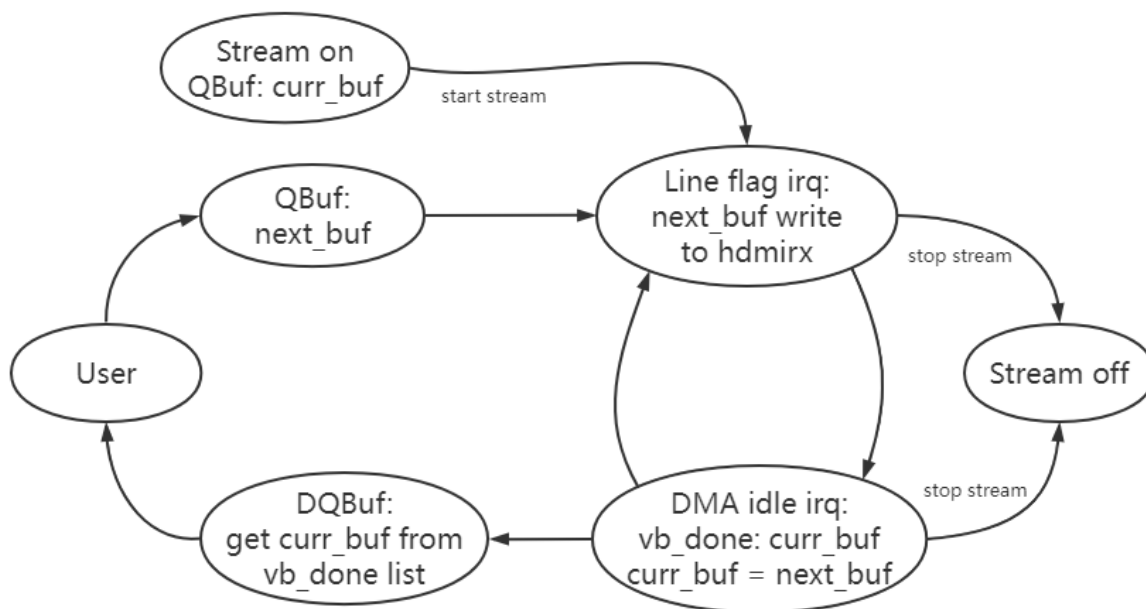 Stream on
QBuf: curr_buf
start stream
QBuf:
next_buf
Line flag irq:
next_buf write
to hdmirx
stop stream
User
Stream off
DQBuf:
get curr_buf from
vb_done list
DMA idle irq:
vb_done: curr_buf
curr_buf = next_buf
stop stream